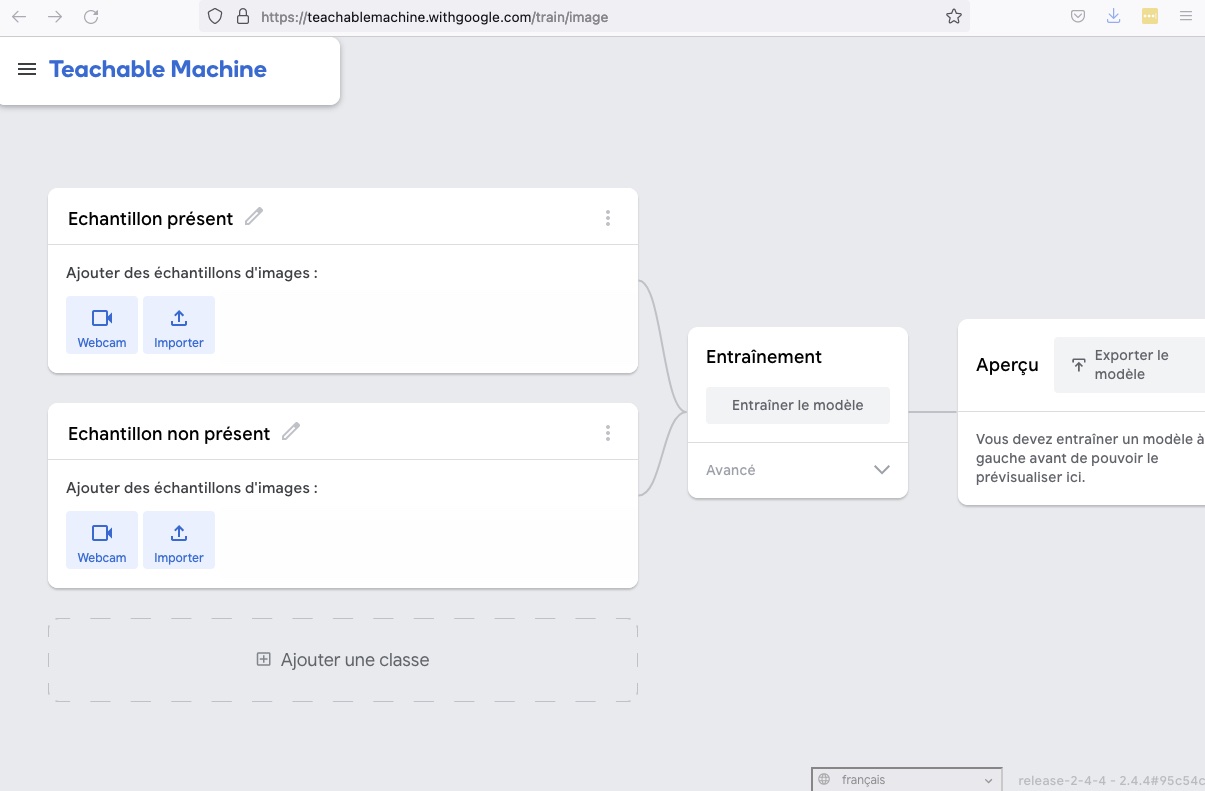 https://teachablemachine.withgoogle.com/train/image
Teachable Machine
Echantillon présent
Ajouter des échantillons d'images :
Webcam
Importer
Echantillon non présent
Ajouter des échantillons d'images :
Webcam
Importer
Ajouter une classe
Entraînement
Entraîner le modèle
Avancé
Aperçu
Exporter le
modèle
Vous devez entraîner un modèle à
gauche avant de pouvoir le
prévisualiser ici.
français
release-2-4-4 - 2.4.4#95c54c